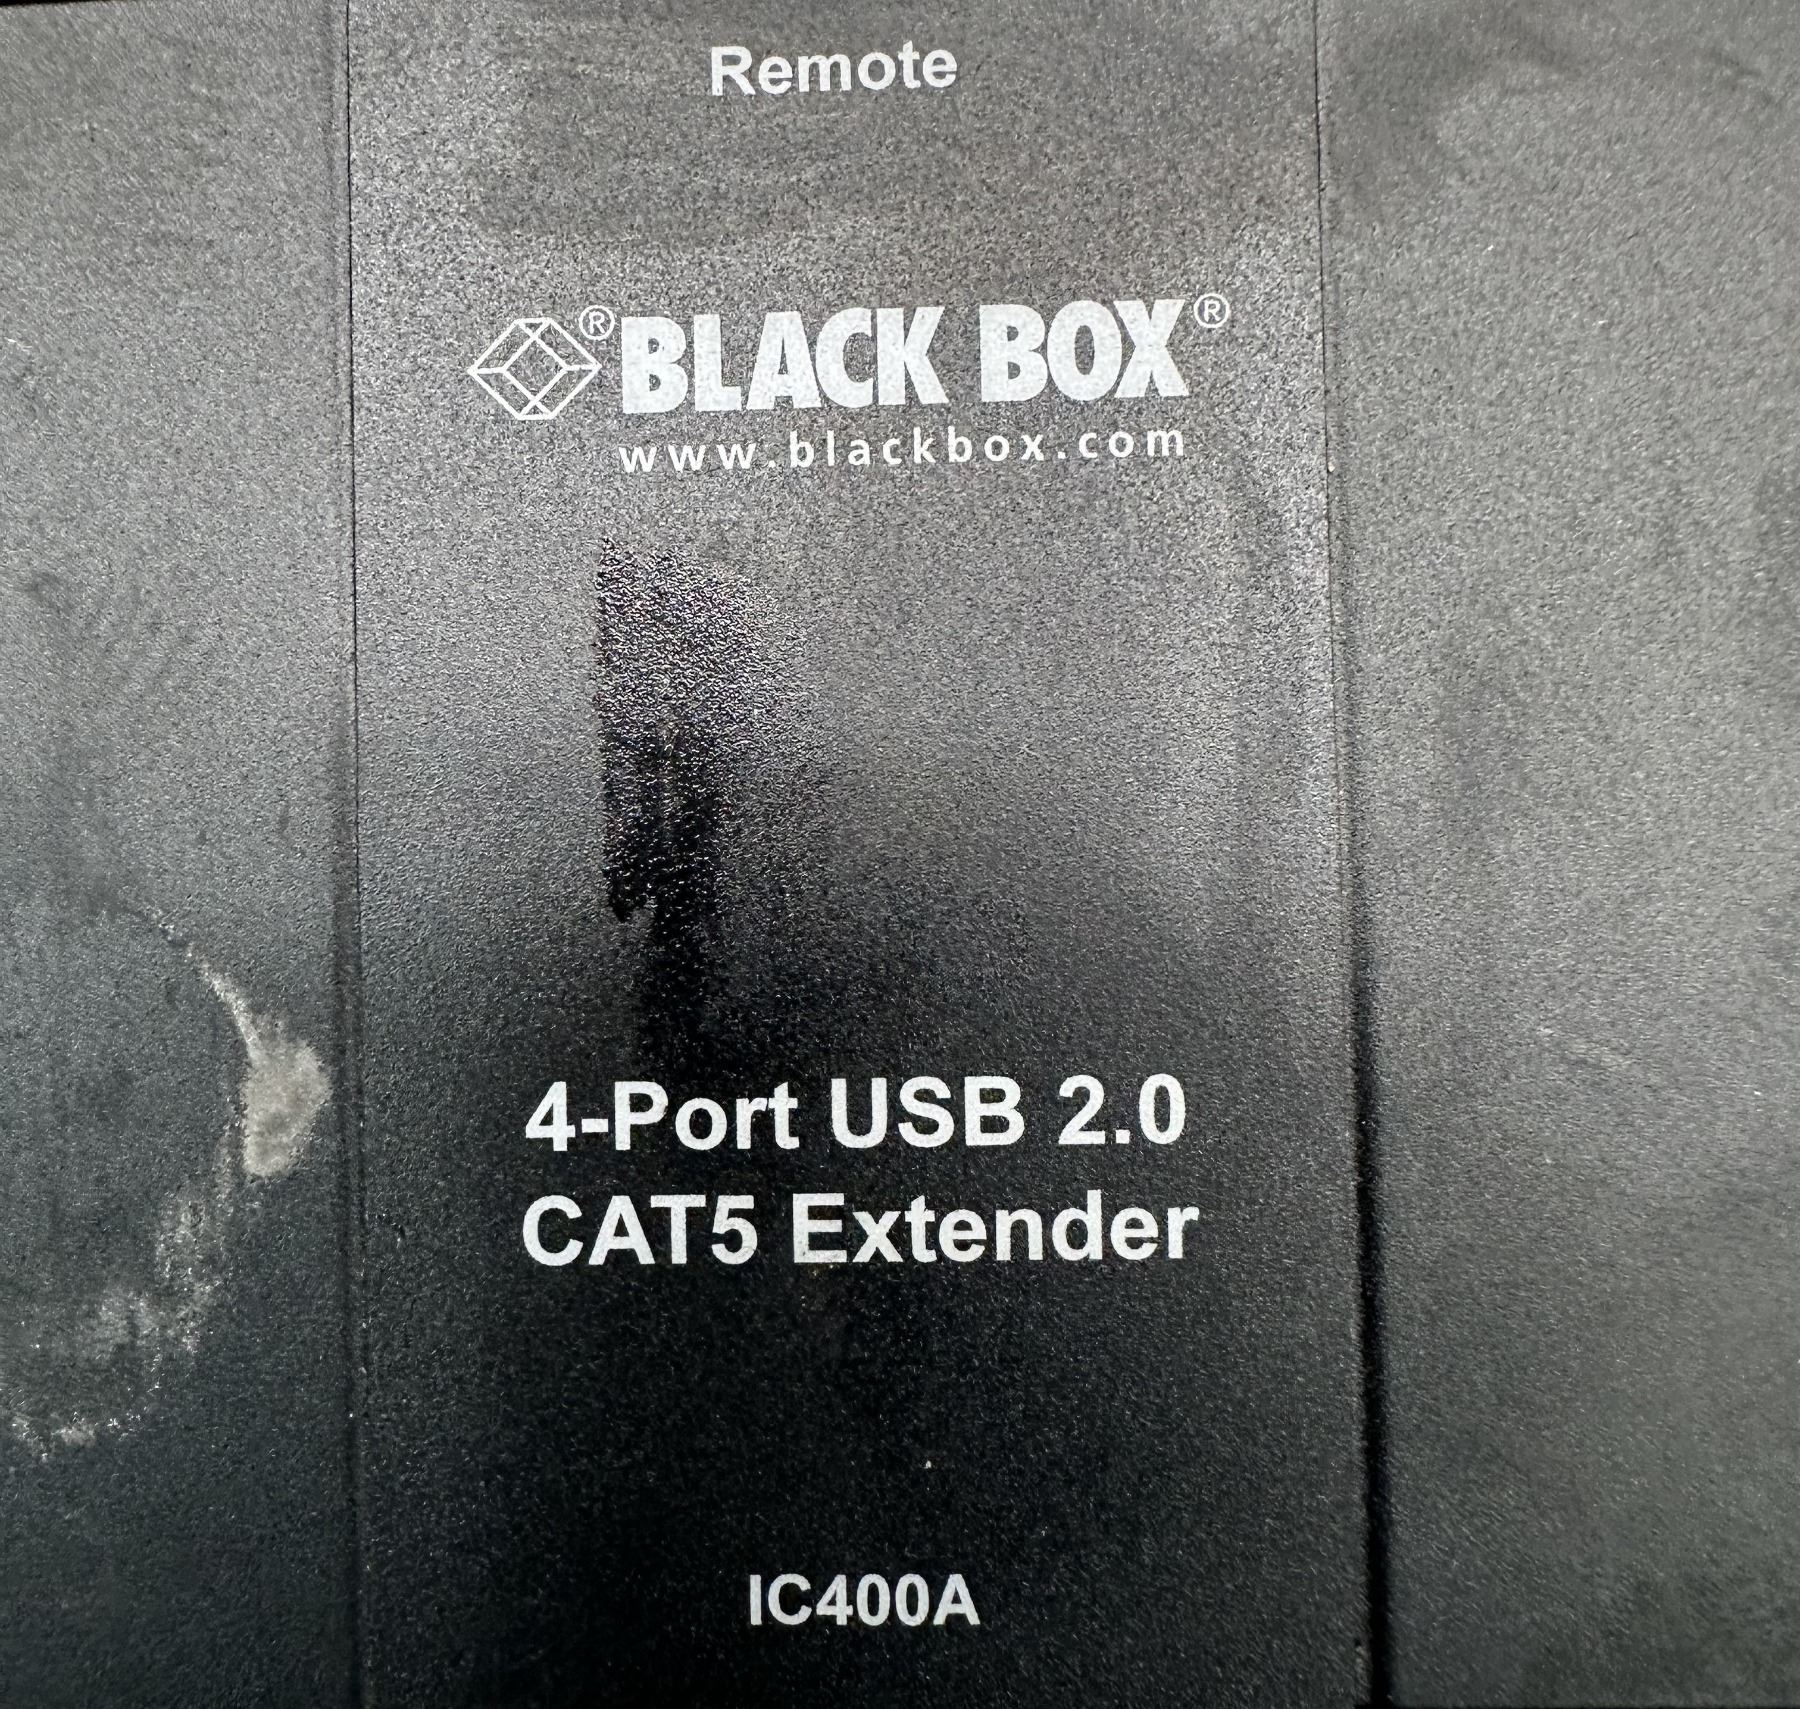 Remote
®BLACK BOX®
www.blackbox.com
4-Port USB 2.0
CAT5 Extender
IC400A